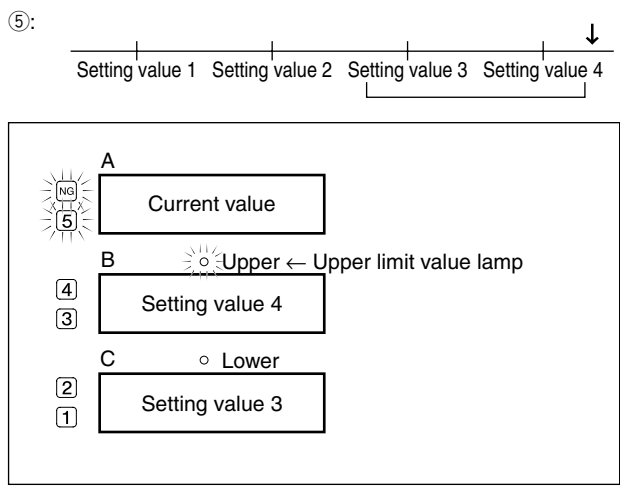 ⑤:
Setting value 1 Setting value 2 Setting value 3 Setting value 4
A
NG
Current value
5
B
Upper ← Upper limit value lamp
4
Setting value 4
3
C
Lower
2
Setting value 3
1